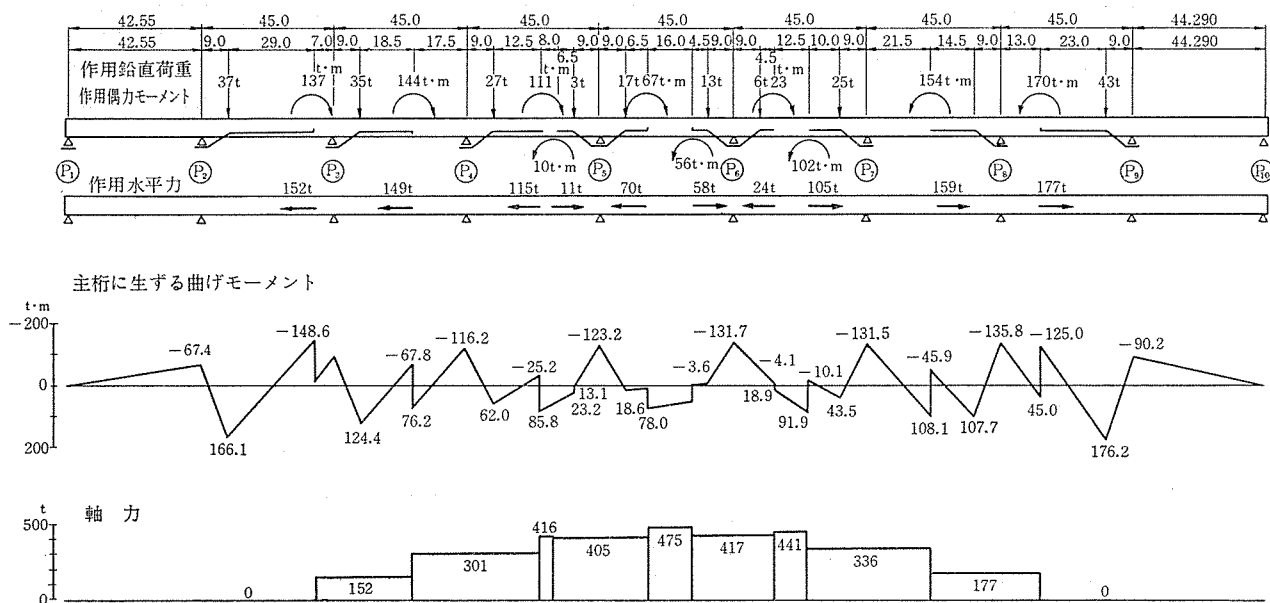 42.55 45.0 45.0 45.0 45.0 45.0 45.0 45.0 44.290
42.55 9.0 29.0 7.0 9.0 18.5 17.5 9.0 12.5 8.0 6.5 9.0 9.0 6.5 16.0 4.5 9.0 9.0 4.5 12.5 10.0 9.0 21.5 14.5 9.0 13.0 23.0 9.0 44.290
作用鉛直荷重
作用偶力モーメント
37t 137t·m 35t 144t·m 27t 111t·m 3t 17t 67t·m 13t 6t 23t·m 25t 154t·m 170t·m 43t
10t·m 56t·m 102t·m
P1 P2 P3 P4 P5 P6 P7 P8 P9 P10
作用水平力
152t 149t 115t 11t 70t 58t 24t 105t 159t 177t
主桁に生ずる曲げモーメント
t·m
-200
0
200
-67.4 -148.6 -67.8 -116.2 -25.2 -123.2 -3.6 -131.7 -4.1 -10.1 -131.5 -45.9 -135.8 -125.0 -90.2
166.1 124.4 76.2 62.0 85.8 23.2 13.1 18.6 78.0 18.9 91.9 43.5 108.1 107.7 45.0 176.2
軸力
t
500
0
0 152 301 416 405 475 417 441 336 177 0